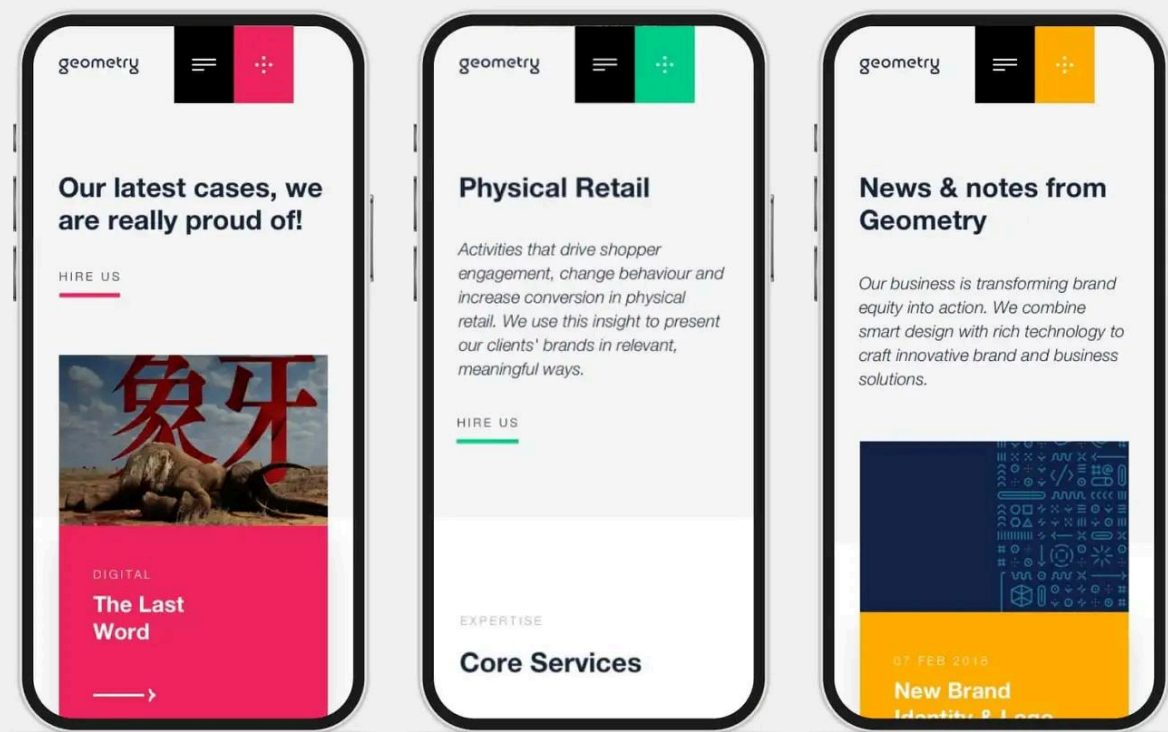 geometry
Our latest cases, we
are really proud of!
HIRE US
象牙
DIGITAL
The Last
Word
geometry
Physical Retail
Activities that drive shopper
engagement, change behaviour and
increase conversion in physical
retail. We use this insight to present
our clients' brands in relevant,
meaningful ways.
HIRE US
EXPERTISE
Core Services
geometry
News & notes from
Geometry
Our business is transforming brand
equity into action. We combine
smart design with rich technology to
craft innovative brand and business
solutions.
07 FEB 2018
New Brand
Identity & Logo